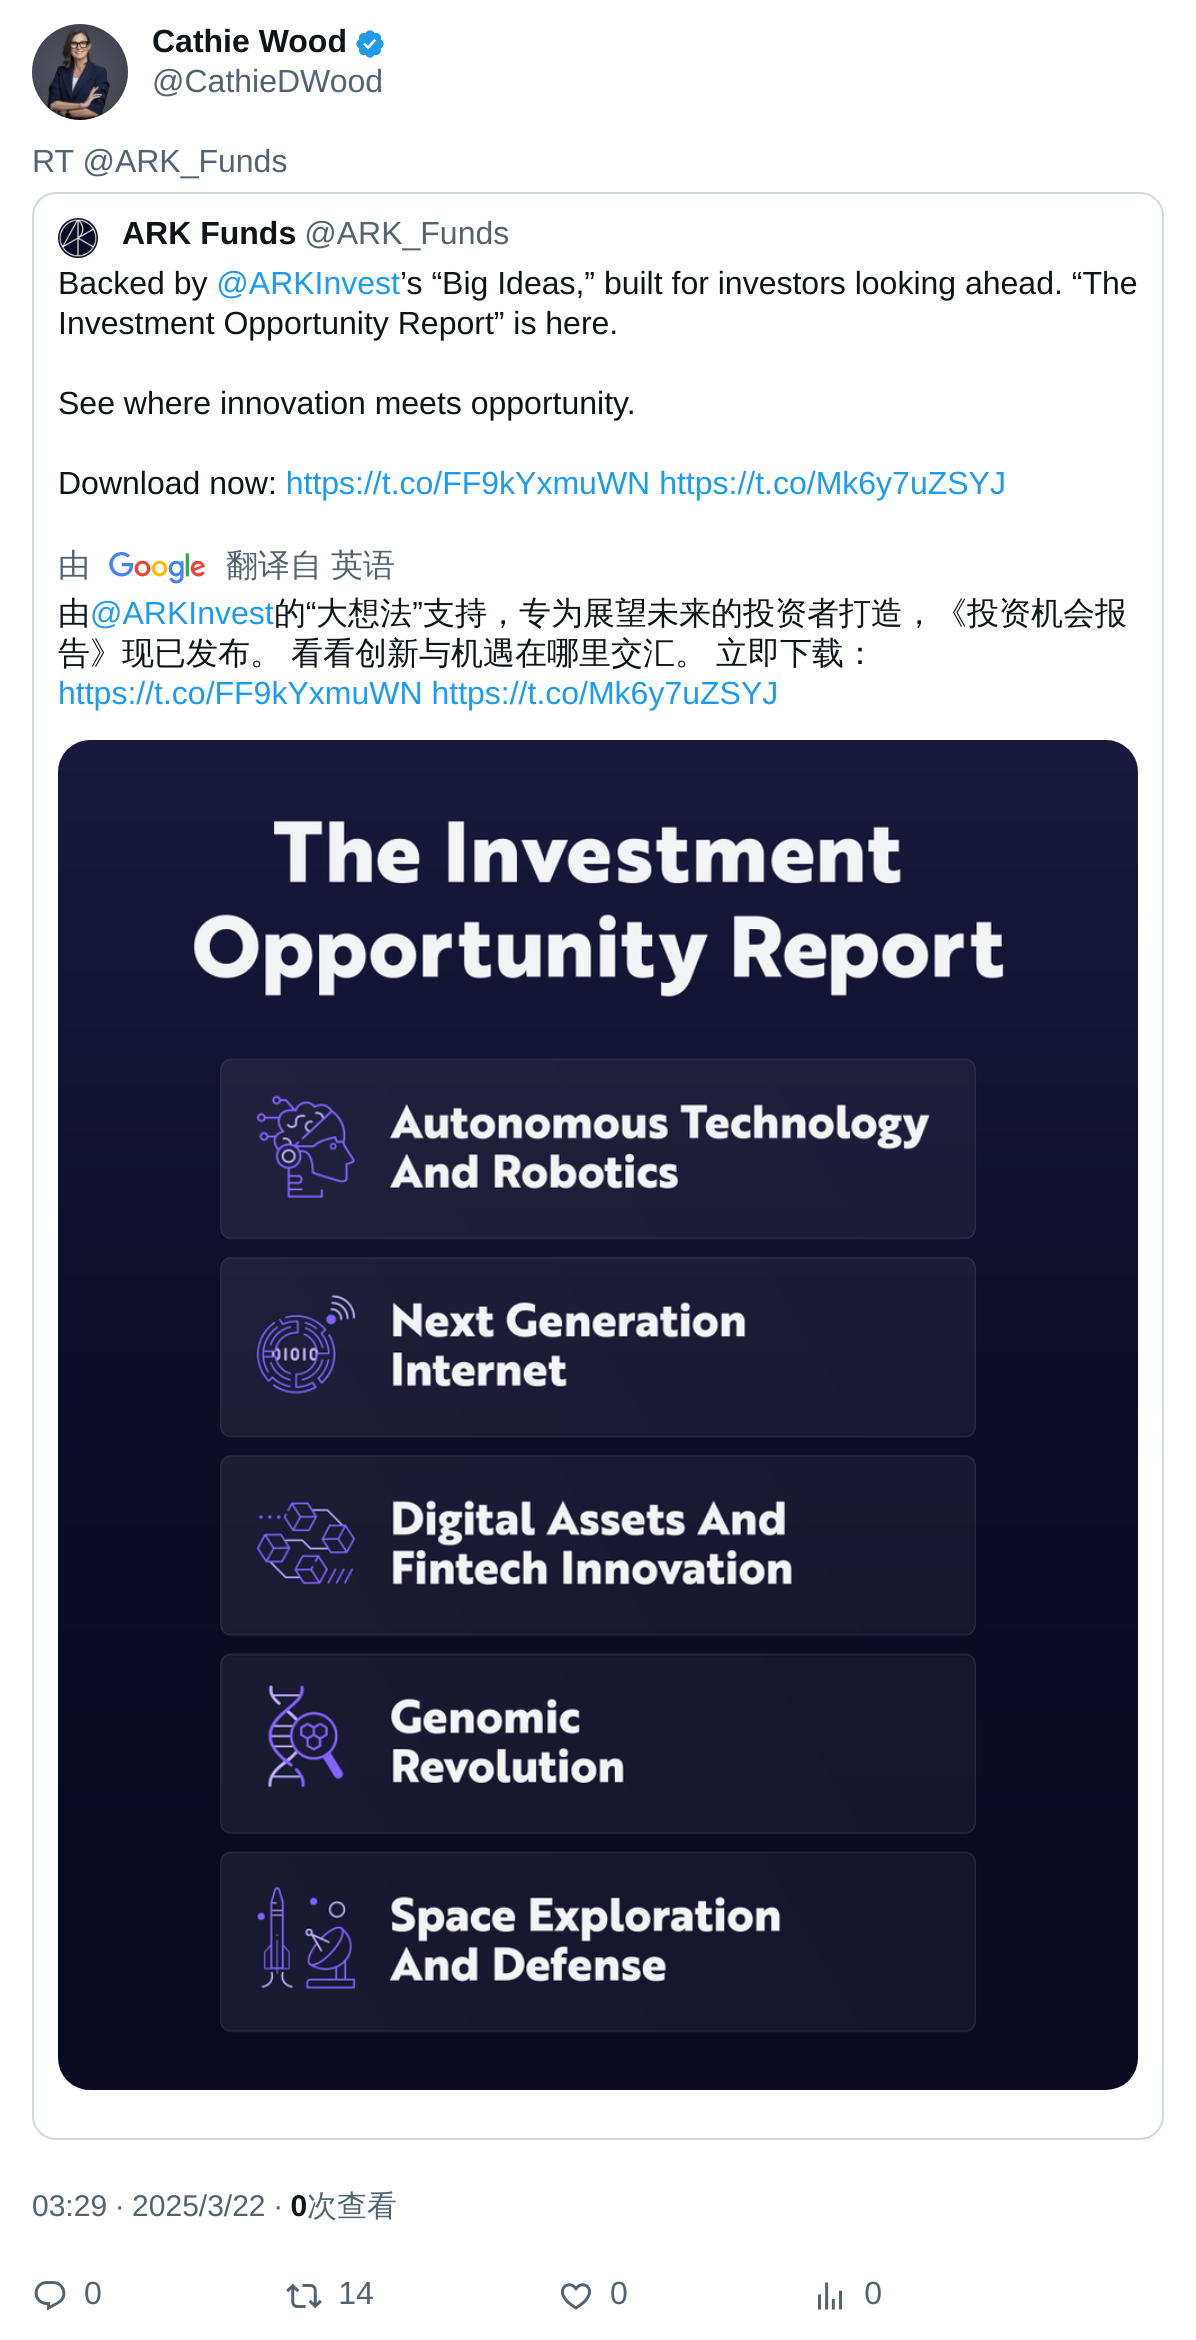 Cathie Wood
@CathieDWood
RT @ARK_Funds
ARK Funds @ARK_Funds
Backed by @ARKInvest’s “Big Ideas,” built for investors looking ahead. “The
Investment Opportunity Report” is here.
See where innovation meets opportunity.
Download now: https://t.co/FF9kYxmuWN https://t.co/Mk6y7uZSYJ
由 Google 翻译自 英语
由@ARKInvest的“大想法”支持，专为展望未来的投资者打造，《投资机会报
告》现已发布。 看看创新与机遇在哪里交汇。 立即下载：
https://t.co/FF9kYxmuWN https://t.co/Mk6y7uZSYJ
The Investment
Opportunity Report
Autonomous Technology
And Robotics
Next Generation
Internet
01010
Digital Assets And
Fintech Innovation
Genomic
Revolution
Space Exploration
And Defense
03:29 · 2025/3/22 · 0次查看
0 14 0 0